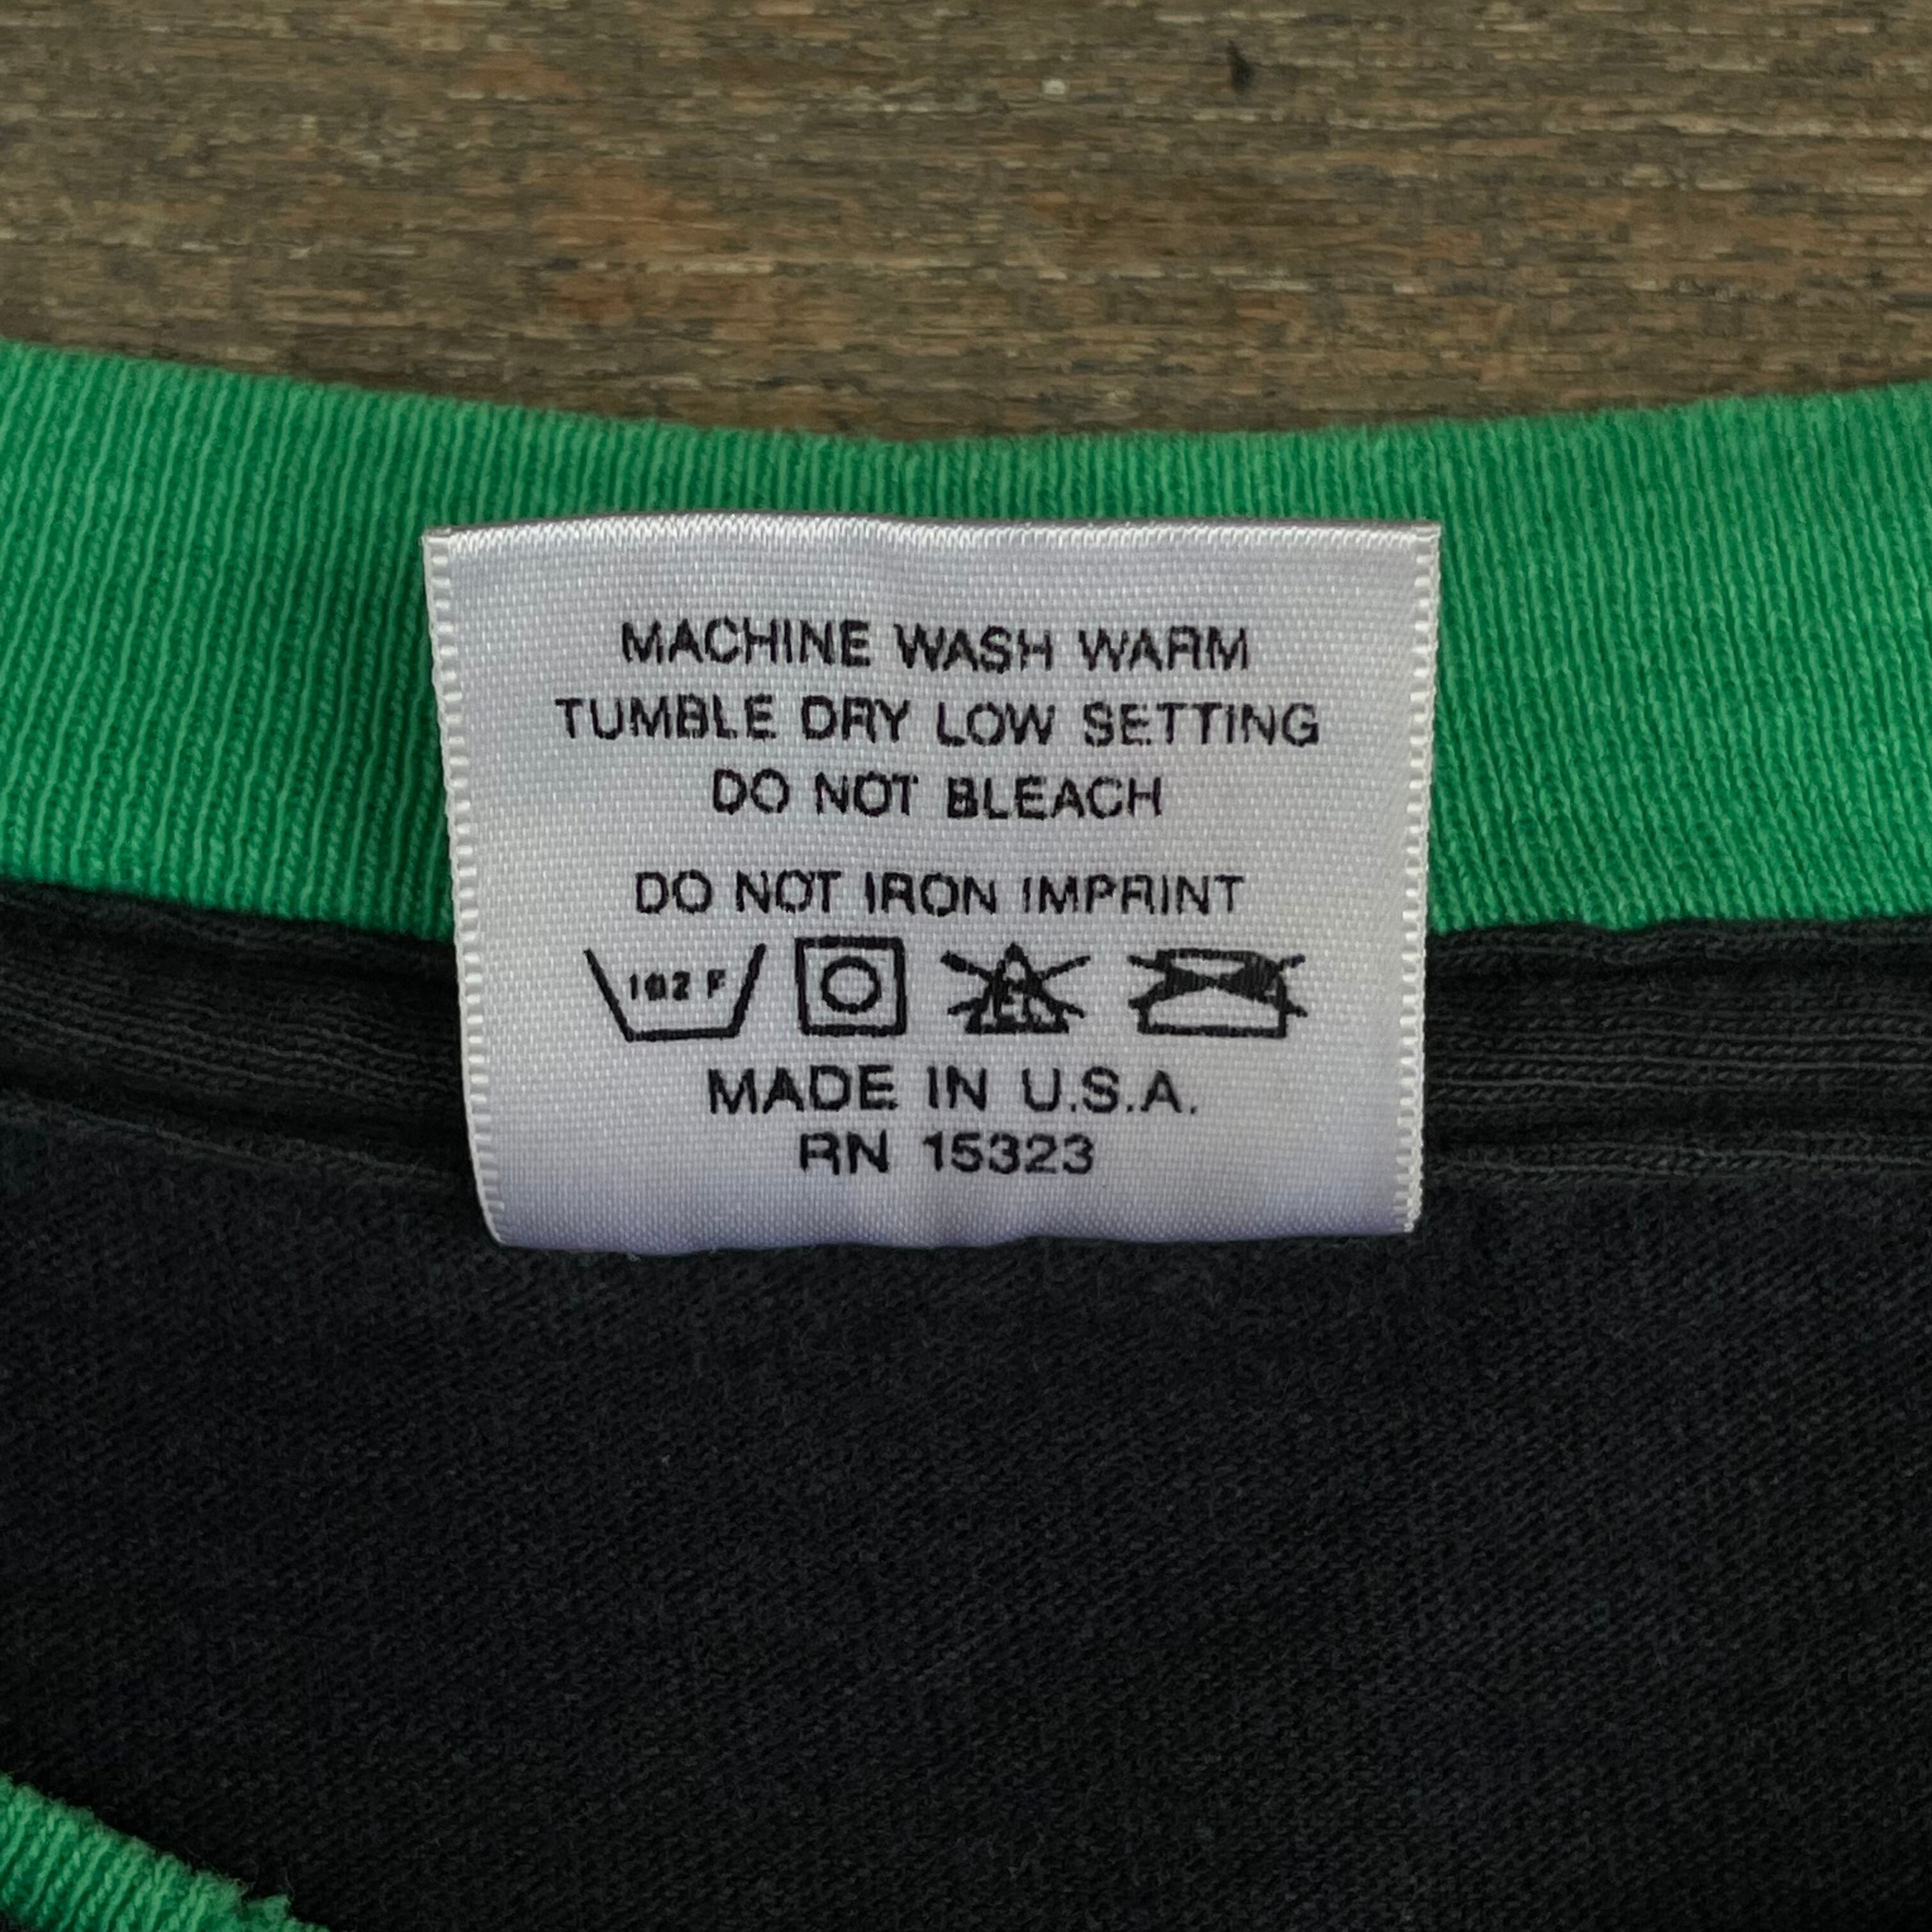 MACHINE WASH WARM
TUMBLE DRY LOW SETTING
DO NOT BLEACH
DO NOT IRON IMPRINT
102 F
MADE IN U.S.A.
RN 15323